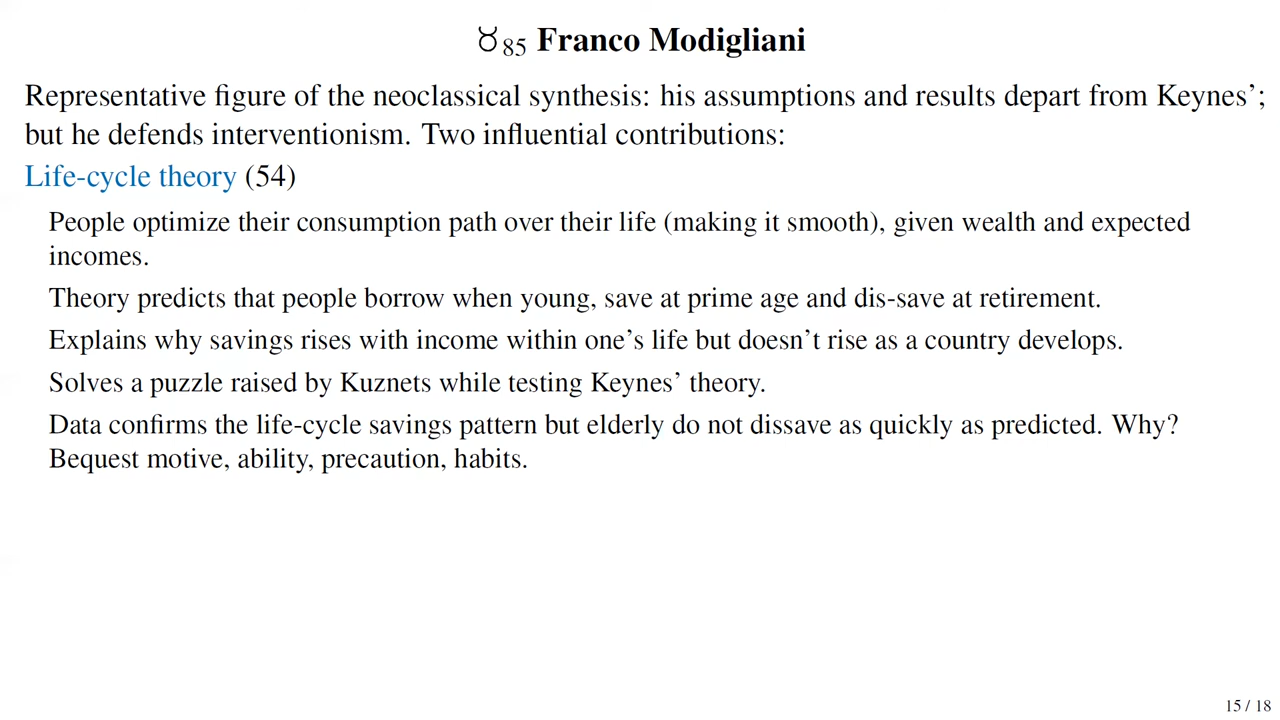 ♉85 Franco Modigliani
Representative figure of the neoclassical synthesis: his assumptions and results depart from Keynes’;
but he defends interventionism. Two influential contributions:
Life-cycle theory (54)
People optimize their consumption path over their life (making it smooth), given wealth and expected
incomes.
Theory predicts that people borrow when young, save at prime age and dis-save at retirement.
Explains why savings rises with income within one’s life but doesn’t rise as a country develops.
Solves a puzzle raised by Kuznets while testing Keynes’ theory.
Data confirms the life-cycle savings pattern but elderly do not dissave as quickly as predicted. Why?
Bequest motive, ability, precaution, habits.
15 / 18